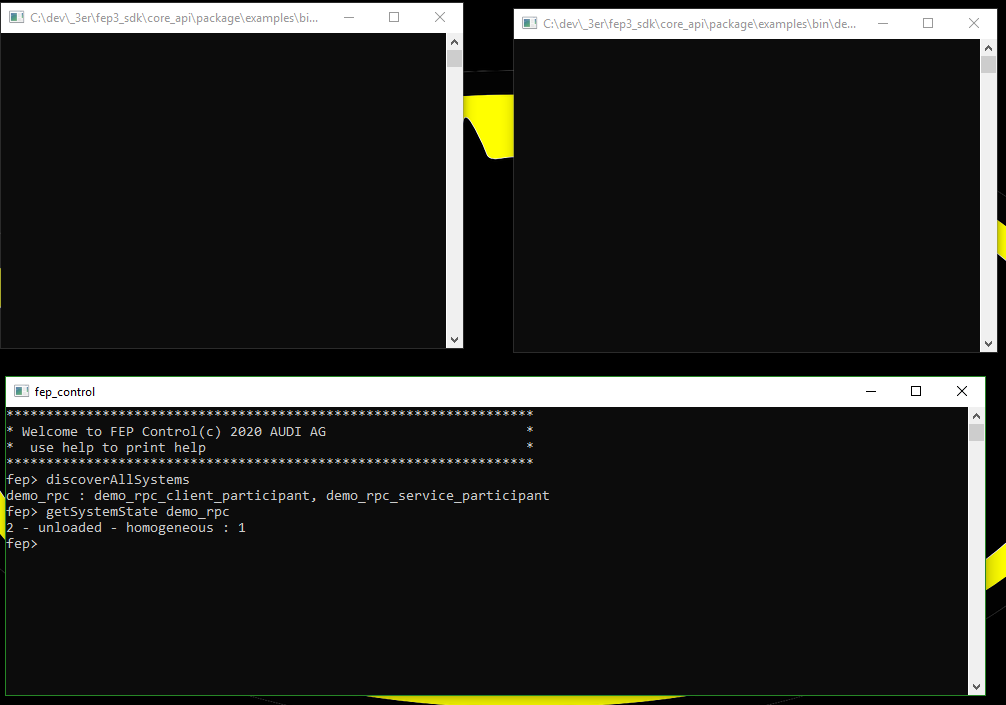 C:\dev\_3er\fep3_sdk\core_api\package\examples\bi...
C:\dev\_3er\fep3_sdk\core_api\package\examples\bin\de...
fep_control
******************************************************************
* Welcome to FEP Control(c) 2020 AUDI AG                         *
*  use help to print help                                        *
******************************************************************
fep> discoverAllSystems
demo_rpc : demo_rpc_client_participant, demo_rpc_service_participant
fep> getSystemState demo_rpc
2 - unloaded - homogeneous : 1
fep>